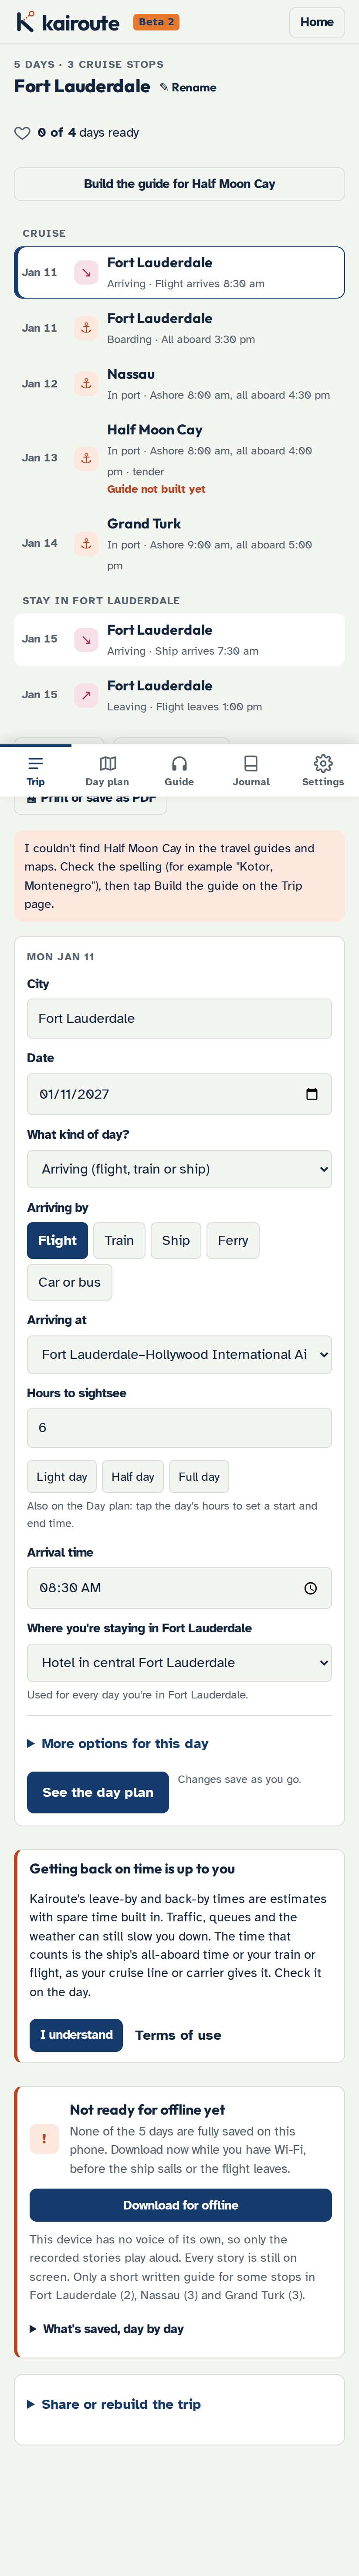 kairoute Beta 2 Home
5 DAYS · 3 CRUISE STOPS
Fort Lauderdale ✎ Rename
0 of 4 days ready
Build the guide for Half Moon Cay
CRUISE
Jan 11 ↘ Fort Lauderdale
Arriving · Flight arrives 8:30 am
Jan 11 Fort Lauderdale
Boarding · All aboard 3:30 pm
Jan 12 Nassau
In port · Ashore 8:00 am, all aboard 4:30 pm
Jan 13 Half Moon Cay
In port · Ashore 8:00 am, all aboard 4:00
pm · tender
Guide not built yet
Jan 14 Grand Turk
In port · Ashore 9:00 am, all aboard 5:00
pm
STAY IN FORT LAUDERDALE
Jan 15 ↘ Fort Lauderdale
Arriving · Ship arrives 7:30 am
Jan 15 ↗ Fort Lauderdale
Leaving · Flight leaves 1:00 pm
Trip Day plan Guide Journal Settings
Print or save as PDF
I couldn't find Half Moon Cay in the travel guides and
maps. Check the spelling (for example "Kotor,
Montenegro"), then tap Build the guide on the Trip
page.
MON JAN 11
City
Fort Lauderdale
Date
01/11/2027
What kind of day?
Arriving (flight, train or ship)
Arriving by
Flight Train Ship Ferry
Car or bus
Arriving at
Fort Lauderdale–Hollywood International Ai
Hours to sightsee
6
Light day Half day Full day
Also on the Day plan: tap the day's hours to set a start and
end time.
Arrival time
08:30 AM
Where you're staying in Fort Lauderdale
Hotel in central Fort Lauderdale
Used for every day you're in Fort Lauderdale.
▶ More options for this day
See the day plan Changes save as you go.
Getting back on time is up to you
Kairoute's leave-by and back-by times are estimates
with spare time built in. Traffic, queues and the
weather can still slow you down. The time that
counts is the ship's all-aboard time or your train or
flight, as your cruise line or carrier gives it. Check it
on the day.
I understand Terms of use
Not ready for offline yet
! None of the 5 days are fully saved on this
phone. Download now while you have Wi-Fi,
before the ship sails or the flight leaves.
Download for offline
This device has no voice of its own, so only the
recorded stories play aloud. Every story is still on
screen. Only a short written guide for some stops in
Fort Lauderdale (2), Nassau (3) and Grand Turk (3).
▶ What's saved, day by day
▶ Share or rebuild the trip